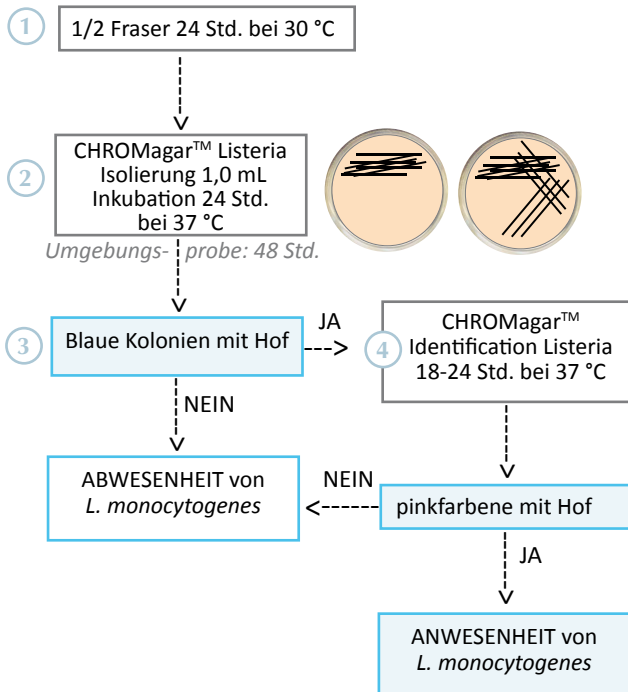 1
1/2 Fraser 24 Std. bei 30 °C
2
CHROMagar™ Listeria
Isolierung 1,0 mL
Inkubation 24 Std.
bei 37 °C
Umgebungs- probe: 48 Std.
3
Blaue Kolonien mit Hof
JA
4
CHROMagar™
Identification Listeria
18-24 Std. bei 37 °C
NEIN
ABWESENHEIT von
L. monocytogenes
NEIN
pinkfarbene mit Hof
JA
ANWESENHEIT von
L. monocytogenes